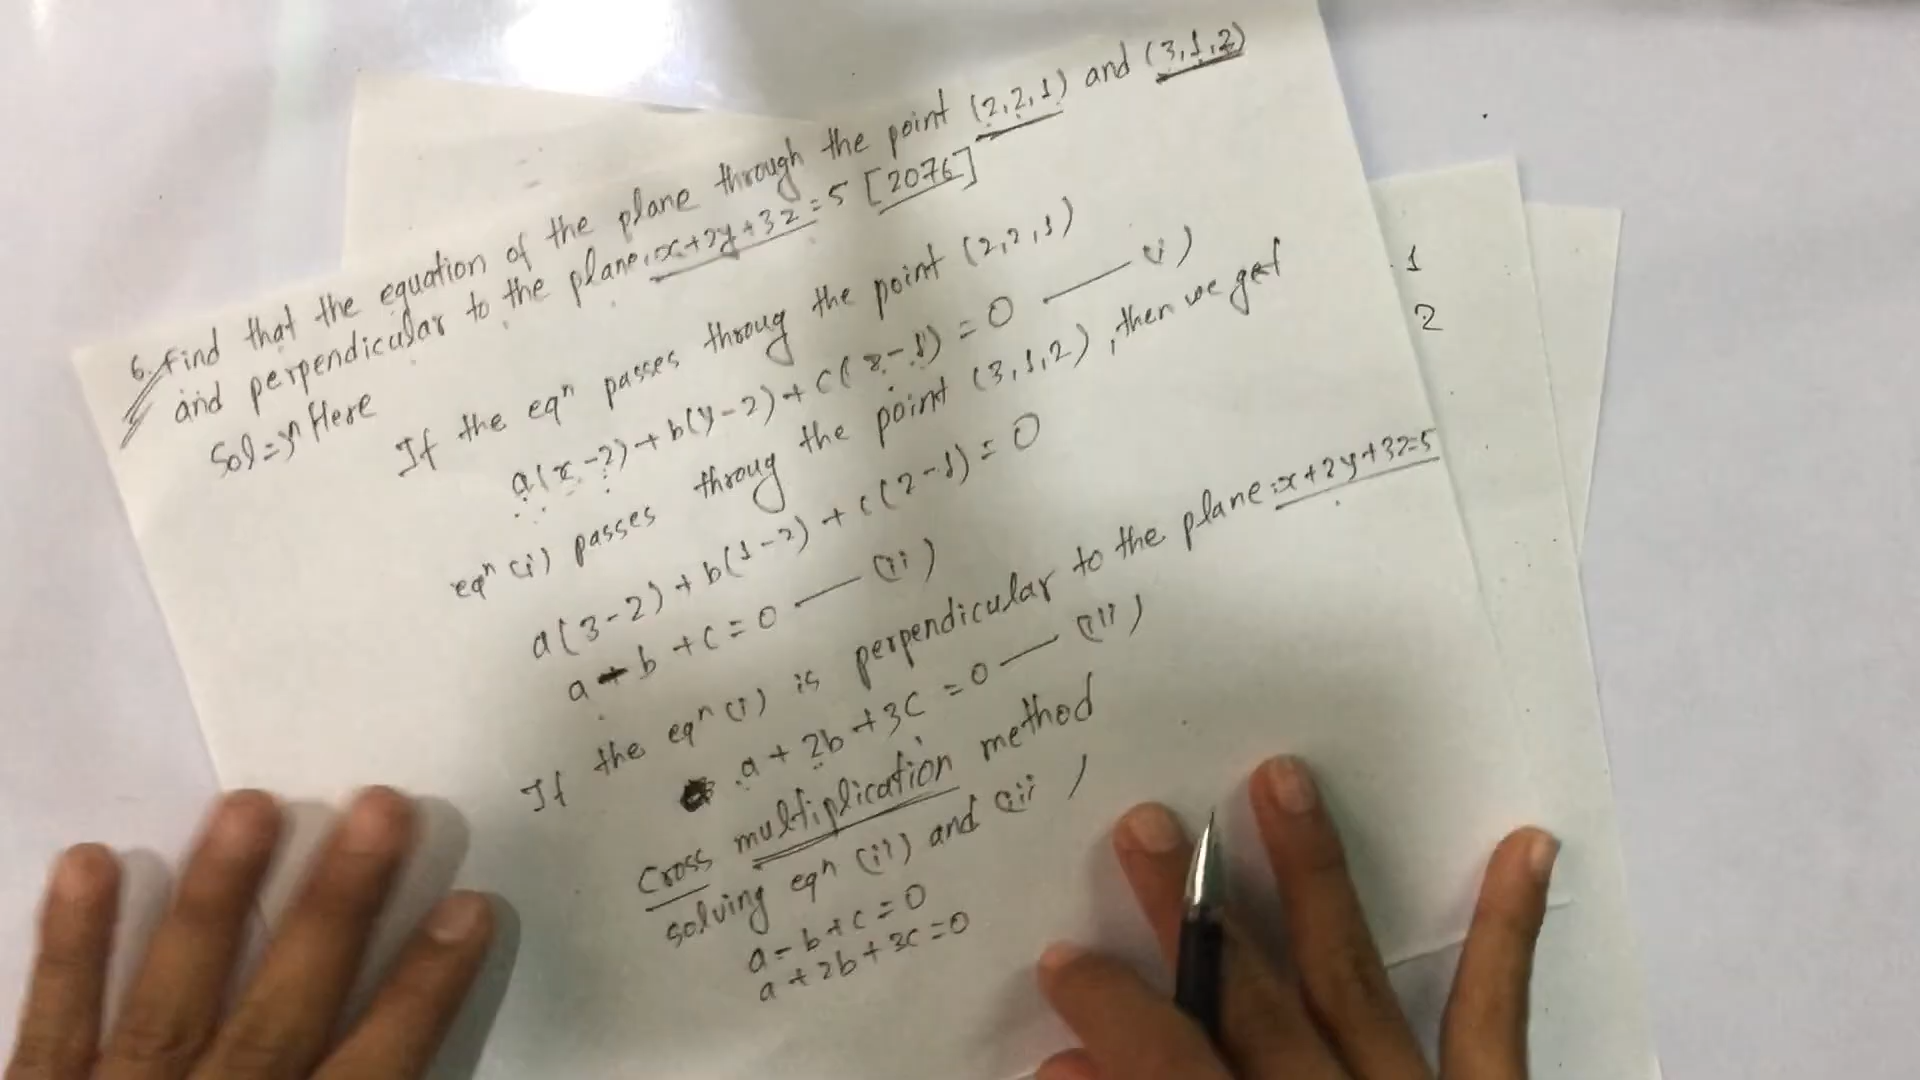 6. Find that the equation of the plane through the point (2,2,1) and (3,1,2)
and perpendicular to the plane x+2y+3z=5 [2076]
Sol=yn Here
If the eqn passes throug the point (2,2,1)
a(x-2)+b(y-2)+c(z-1)=0 — (i)
eqn (i) passes throug the point (3,1,2), then we get
a(3-2)+b(1-2)+c(2-1)=0
a-b+c=0 — (ii)
If the eqn (i) is perpendicular to the plane x+2y+3z=5
a+2b+3c=0 — (iii)
Cross multiplication method
solving eqn (ii) and (iii)
a-b+c=0
a+2b+3c=0
1
2